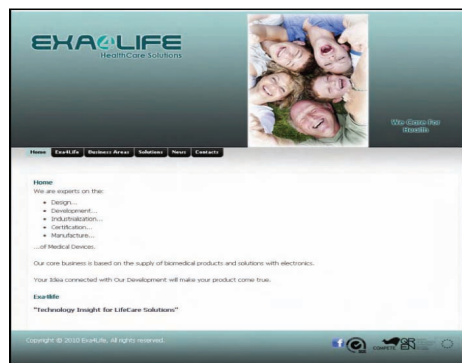 EXA4LIFE
HealthCare Solutions
We Care For
Health
Home Exa4Life Business Areas Solutions News Contacts
Home
We are experts on the:
Design...
Development...
Industrialization...
Certification...
Manufacture...
...of Medical Devices.
Our core business is based on the supply of biomedical products and solutions with electronics.
Your Idea connected with Our Development will make your product come true.
Exa4life
"Technology Insight for LifeCare Solutions"
Copyright © 2010 Exa4Life, All rights reserved.
f
COMPETE QREN